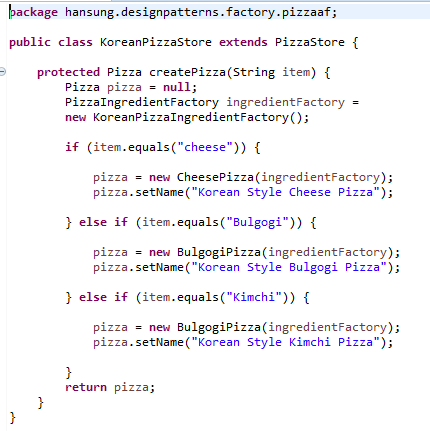 package hansung.designpatterns.factory.pizzaaf;
public class KoreanPizzaStore extends PizzaStore {
protected Pizza createPizza(String item) {
Pizza pizza = null;
PizzaIngredientFactory ingredientFactory =
new KoreanPizzaIngredientFactory();
if (item.equals("cheese")) {
pizza = new CheesePizza(ingredientFactory);
pizza.setName("Korean Style Cheese Pizza");
} else if (item.equals("Bulgogi")) {
pizza = new BulgogiPizza(ingredientFactory);
pizza.setName("Korean Style Bulgogi Pizza");
} else if (item.equals("Kimchi")) {
pizza = new BulgogiPizza(ingredientFactory);
pizza.setName("Korean Style Kimchi Pizza");
}
return pizza;
}
}